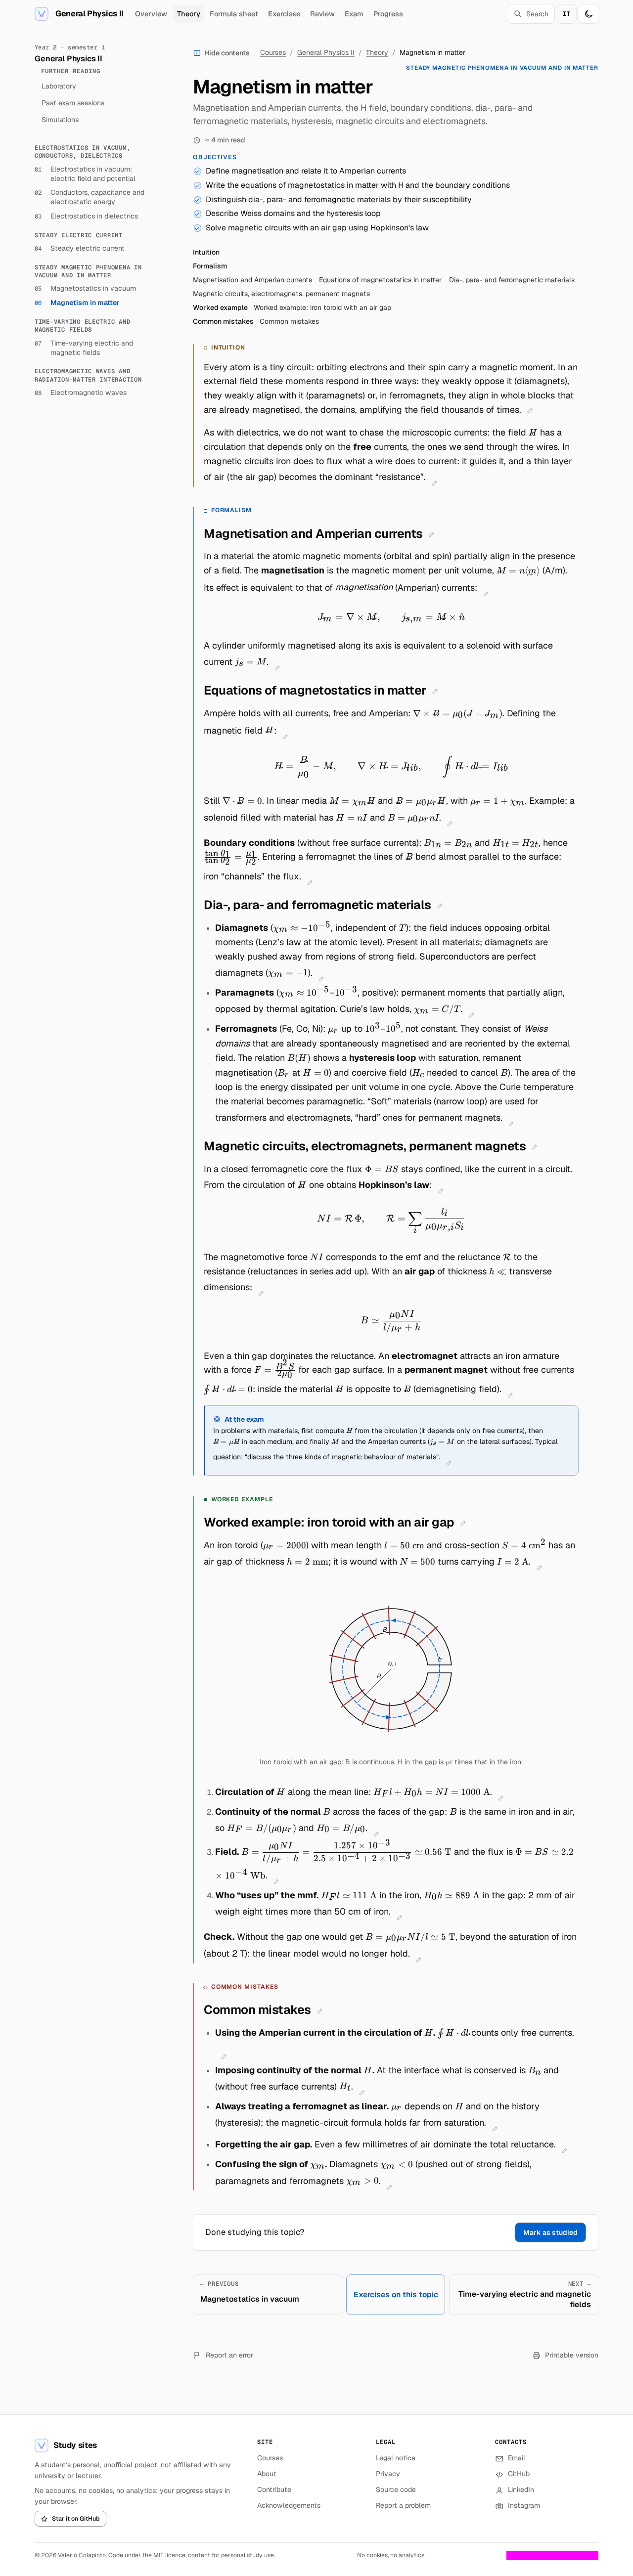 General Physics II Overview Theory Formula sheet Exercises Review Exam Progress Search IT
Year 2 · semester 1
General Physics II
FURTHER READING
Laboratory
Past exam sessions
Simulations
ELECTROSTATICS IN VACUUM,
CONDUCTORS, DIELECTRICS
01 Electrostatics in vacuum:
electric field and potential
02 Conductors, capacitance and
electrostatic energy
03 Electrostatics in dielectrics
STEADY ELECTRIC CURRENT
04 Steady electric current
STEADY MAGNETIC PHENOMENA IN
VACUUM AND IN MATTER
05 Magnetostatics in vacuum
06 Magnetism in matter
TIME-VARYING ELECTRIC AND
MAGNETIC FIELDS
07 Time-varying electric and
magnetic fields
ELECTROMAGNETIC WAVES AND
RADIATION-MATTER INTERACTION
08 Electromagnetic waves
Hide contents Courses / General Physics II / Theory / Magnetism in matter
STEADY MAGNETIC PHENOMENA IN VACUUM AND IN MATTER
Magnetism in matter
Magnetisation and Amperian currents, the H field, boundary conditions, dia-, para- and
ferromagnetic materials, hysteresis, magnetic circuits and electromagnets.
≈ 4 min read
OBJECTIVES
Define magnetisation and relate it to Amperian currents
Write the equations of magnetostatics in matter with H and the boundary conditions
Distinguish dia-, para- and ferromagnetic materials by their susceptibility
Describe Weiss domains and the hysteresis loop
Solve magnetic circuits with an air gap using Hopkinson's law
Intuition
Formalism
Magnetisation and Amperian currents Equations of magnetostatics in matter Dia-, para- and ferromagnetic materials
Magnetic circuits, electromagnets, permanent magnets
Worked example Worked example: iron toroid with an air gap
Common mistakes Common mistakes
INTUITION
Every atom is a tiny circuit: orbiting electrons and their spin carry a magnetic moment. In an
external field these moments respond in three ways: they weakly oppose it (diamagnets),
they weakly align with it (paramagnets) or, in ferromagnets, they align in whole blocks that
are already magnetised, the domains, amplifying the field thousands of times.
As with dielectrics, we do not want to chase the microscopic currents: the field H has a
circulation that depends only on the free currents, the ones we send through the wires. In
magnetic circuits iron does to flux what a wire does to current: it guides it, and a thin layer
of air (the air gap) becomes the dominant “resistance”.
FORMALISM
Magnetisation and Amperian currents
In a material the atomic magnetic moments (orbital and spin) partially align in the presence
of a field. The magnetisation is the magnetic moment per unit volume, M = n⟨m⟩ (A/m).
Its effect is equivalent to that of magnetisation (Amperian) currents:
J_m = ∇ × M, j_{s,m} = M × n̂
A cylinder uniformly magnetised along its axis is equivalent to a solenoid with surface
current j_s = M.
Equations of magnetostatics in matter
Ampère holds with all currents, free and Amperian: ∇ × B = μ₀(J + J_m). Defining the
magnetic field H:
H = B/μ₀ − M, ∇ × H = J_lib, ∮ H · dl = I_lib
Still ∇ · B = 0. In linear media M = χ_m H and B = μ₀μ_r H, with μ_r = 1 + χ_m. Example: a
solenoid filled with material has H = nI and B = μ₀μ_r nI.
Boundary conditions (without free surface currents): B₁ₙ = B₂ₙ and H₁ₜ = H₂ₜ, hence
tan θ₁/tan θ₂ = μ₁/μ₂. Entering a ferromagnet the lines of B bend almost parallel to the surface:
iron “channels” the flux.
Dia-, para- and ferromagnetic materials
• Diamagnets (χ_m ≈ −10⁻⁵, independent of T): the field induces opposing orbital
moments (Lenz's law at the atomic level). Present in all materials; diamagnets are
weakly pushed away from regions of strong field. Superconductors are perfect
diamagnets (χ_m = −1).
• Paramagnets (χ_m ≈ 10⁻⁵–10⁻³, positive): permanent moments that partially align,
opposed by thermal agitation. Curie's law holds, χ_m = C/T.
• Ferromagnets (Fe, Co, Ni): μ_r up to 10³–10⁵, not constant. They consist of Weiss
domains that are already spontaneously magnetised and are reoriented by the external
field. The relation B(H) shows a hysteresis loop with saturation, remanent
magnetisation (B_r at H = 0) and coercive field (H_c needed to cancel B). The area of the
loop is the energy dissipated per unit volume in one cycle. Above the Curie temperature
the material becomes paramagnetic. “Soft” materials (narrow loop) are used for
transformers and electromagnets, “hard” ones for permanent magnets.
Magnetic circuits, electromagnets, permanent magnets
In a closed ferromagnetic core the flux Φ = BS stays confined, like the current in a circuit.
From the circulation of H one obtains Hopkinson's law:
NI = ℛ Φ, ℛ = ∑_i l_i/(μ₀μ_{r,i}S_i)
The magnetomotive force NI corresponds to the emf and the reluctance ℛ to the
resistance (reluctances in series add up). With an air gap of thickness h ≪ transverse
dimensions:
B ≃ μ₀NI/(l/μ_r + h)
Even a thin gap dominates the reluctance. An electromagnet attracts an iron armature
with a force F = B²S/2μ₀ for each gap surface. In a permanent magnet without free currents
∮ H · dl = 0: inside the material H is opposite to B (demagnetising field).
At the exam
In problems with materials, first compute H from the circulation (it depends only on free currents), then
B = μH in each medium, and finally M and the Amperian currents (j_s = M on the lateral surfaces). Typical
question: “discuss the three kinds of magnetic behaviour of materials”.
WORKED EXAMPLE
Worked example: iron toroid with an air gap
An iron toroid (μ_r = 2000) with mean length l = 50 cm and cross-section S = 4 cm² has an
air gap of thickness h = 2 mm; it is wound with N = 500 turns carrying I = 2 A.
B
h
N, I
R
Iron toroid with an air gap: B is continuous, H in the gap is μr times that in the iron.
1. Circulation of H along the mean line: H_F l + H₀h = NI = 1000 A.
2. Continuity of the normal B across the faces of the gap: B is the same in iron and in air,
so H_F = B/(μ₀μ_r) and H₀ = B/μ₀.
3. Field. B = μ₀NI/(l/μ_r + h) = 1.257 × 10⁻³/(2.5 × 10⁻⁴ + 2 × 10⁻³) ≃ 0.56 T and the flux is Φ = BS ≃ 2.2
× 10⁻⁴ Wb.
4. Who “uses up” the mmf. H_F l ≃ 111 A in the iron, H₀h ≃ 889 A in the gap: 2 mm of air
weigh eight times more than 50 cm of iron.
Check. Without the gap one would get B = μ₀μ_r NI/l ≃ 5 T, beyond the saturation of iron
(about 2 T): the linear model would no longer hold.
COMMON MISTAKES
Common mistakes
• Using the Amperian current in the circulation of H. ∮ H · dl counts only free currents.
• Imposing continuity of the normal H. At the interface what is conserved is Bₙ and
(without free surface currents) Hₜ.
• Always treating a ferromagnet as linear. μ_r depends on H and on the history
(hysteresis); the magnetic-circuit formula holds far from saturation.
• Forgetting the air gap. Even a few millimetres of air dominate the total reluctance.
• Confusing the sign of χ_m. Diamagnets χ_m < 0 (pushed out of strong fields),
paramagnets and ferromagnets χ_m > 0.
Done studying this topic? Mark as studied
← PREVIOUS
Magnetostatics in vacuum
Exercises on this topic
NEXT →
Time-varying electric and magnetic
fields
Report an error Printable version
Study sites
A student's personal, unofficial project, not affiliated with any
university or lecturer.
No accounts, no cookies, no analytics: your progress stays in
your browser.
Star it on GitHub
SITE
Courses
Theory
Contribute
Acknowledgements
LEGAL
Legal notice
Privacy
Source code
Report a problem
CONTACTS
Email
GitHub
LinkedIn
Instagram
© 2026 Valerio Colapinto. Code under the MIT licence, content for personal study use. No cookies, no analytics